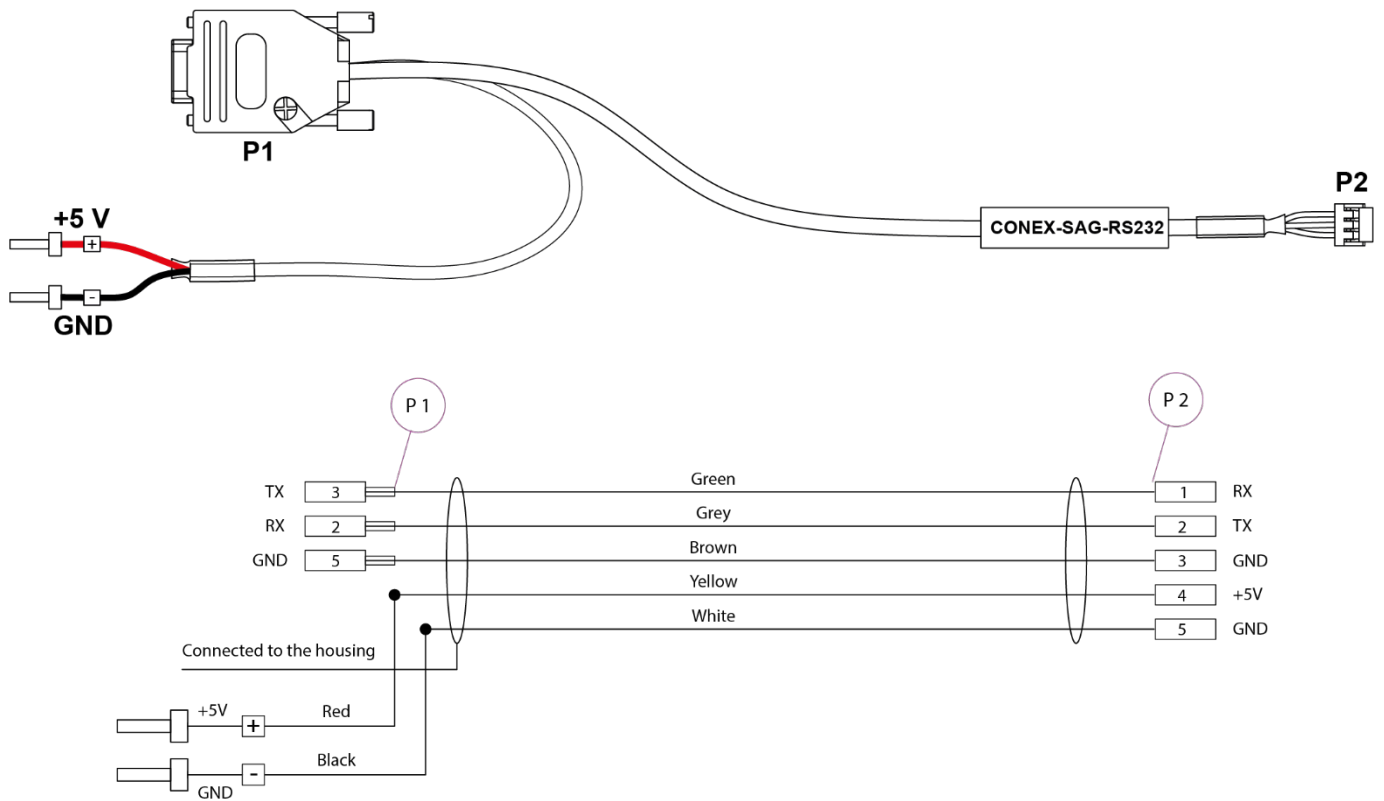 P1
P2
+5 V
+
CONEX-SAG-RS232
-
GND
P 1
P 2
Green
TX 3 1 RX
Grey
RX 2 2 TX
Brown
GND 5 3 GND
Yellow
4 +5V
White
5 GND
Connected to the housing
+5V + Red
Black
-
GND